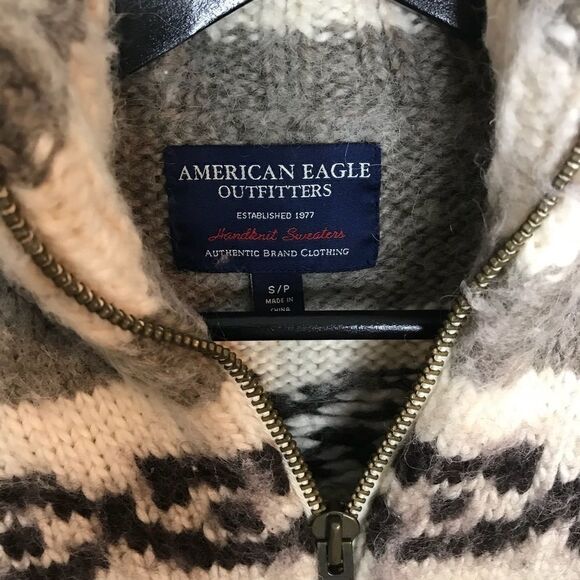 AMERICAN EAGLE
OUTFITTERS
ESTABLISHED 1977
Handknit Sweaters
AUTHENTIC BRAND CLOTHING
S/P
MADE IN
CHINA